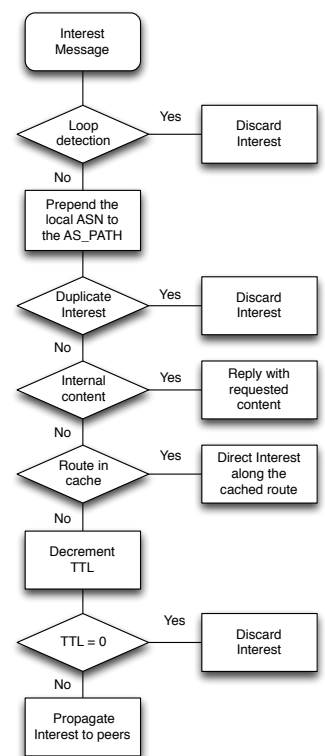 Interest
Message
Loop
detection
Yes
Discard
Interest
No
Prepend the
local ASN to
the AS_PATH
Duplicate
Interest
Yes
Discard
Interest
No
Internal
content
Yes
Reply with
requested
content
No
Route in
cache
Yes
Direct Interest
along the
cached route
No
Decrement
TTL
TTL = 0
Yes
Discard
Interest
No
Propagate
Interest to peers